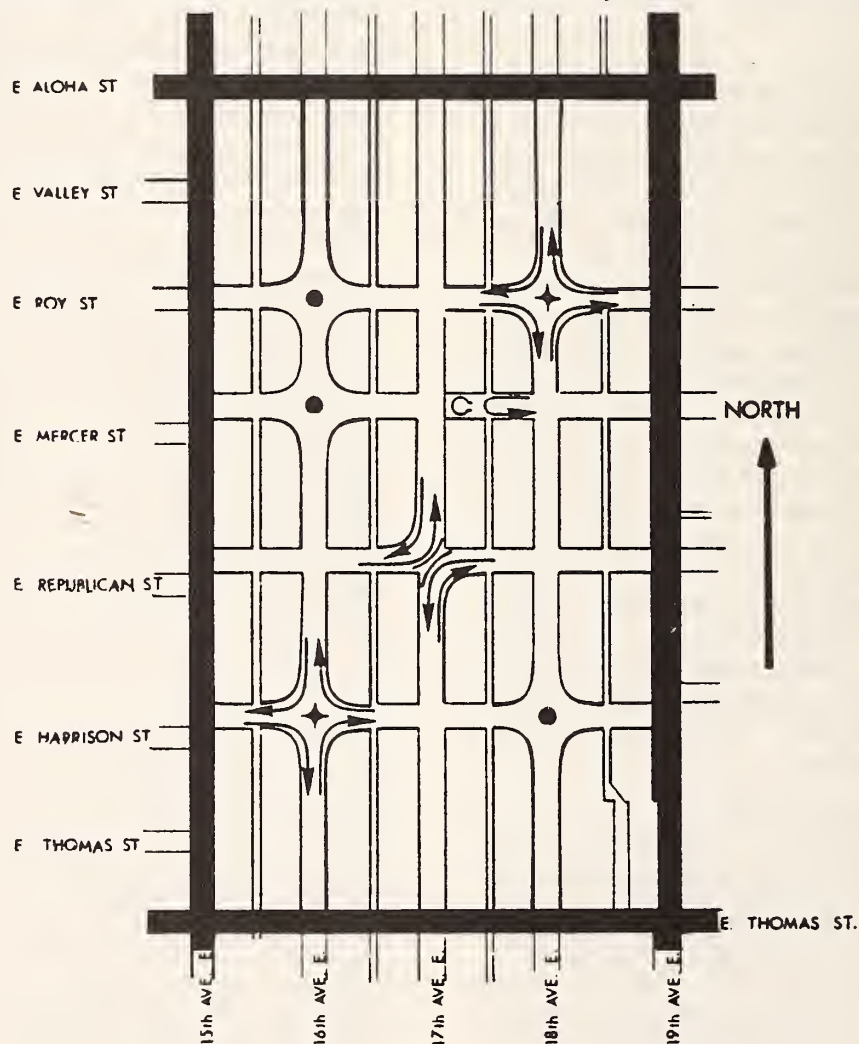 E ALOHA ST
E VALLEY ST
E ROY ST
NORTH
E MERCER ST
E REPUBLICAN ST
E HARRISON ST
E THOMAS ST
E. THOMAS ST.
15th AVE E.
16th AVE. E.
17th AVE. E.
18th AVE. E.
19th AVE. E.